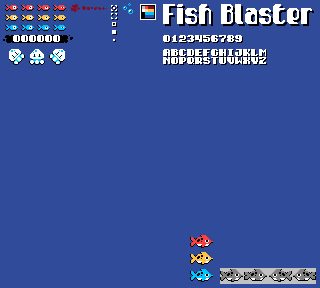 Fish Blaster
000000
0123456789
ABCDEFGHIJKLM
NOPQRSTUVWXYZ